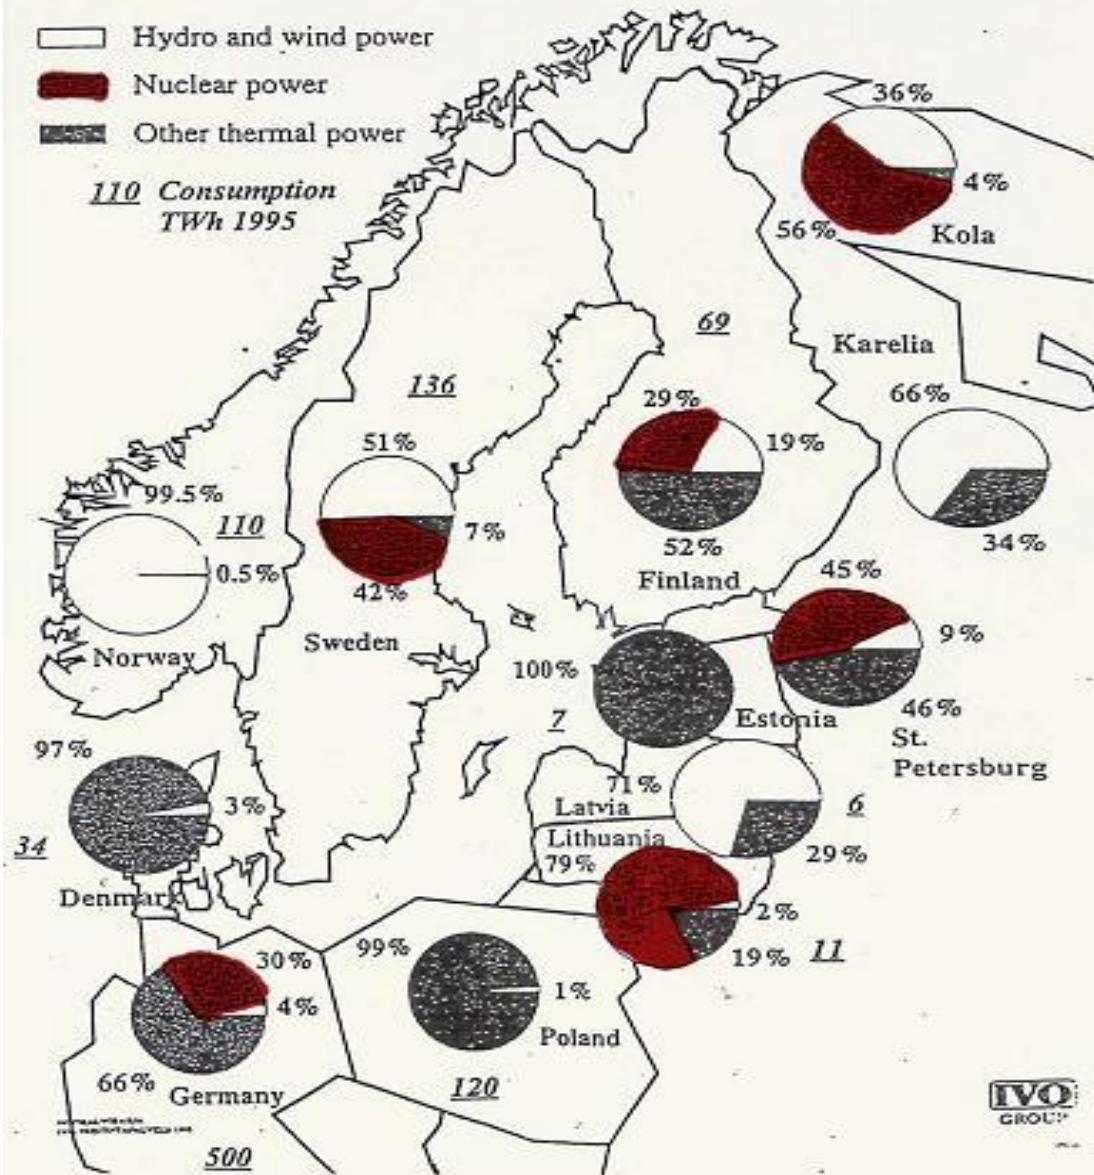 Hydro and wind power
Nuclear power
Other thermal power
110 Consumption
TWh 1995
36%
4%
56%
Kola
69
Karelia
136
66%
29%
19%
51%
99.5%
110
7%
52%
34%
0.5%
42%
Finland
45%
Norway
Sweden
9%
100%
7
Estonia
46%
St.
Petersburg
97%
71%
3%
Latvia
6
34
Lithuania
79%
29%
Denmark
2%
99%
19%
11
30%
4%
1%
Poland
66%
Germany
120
500
IVO
GROUP